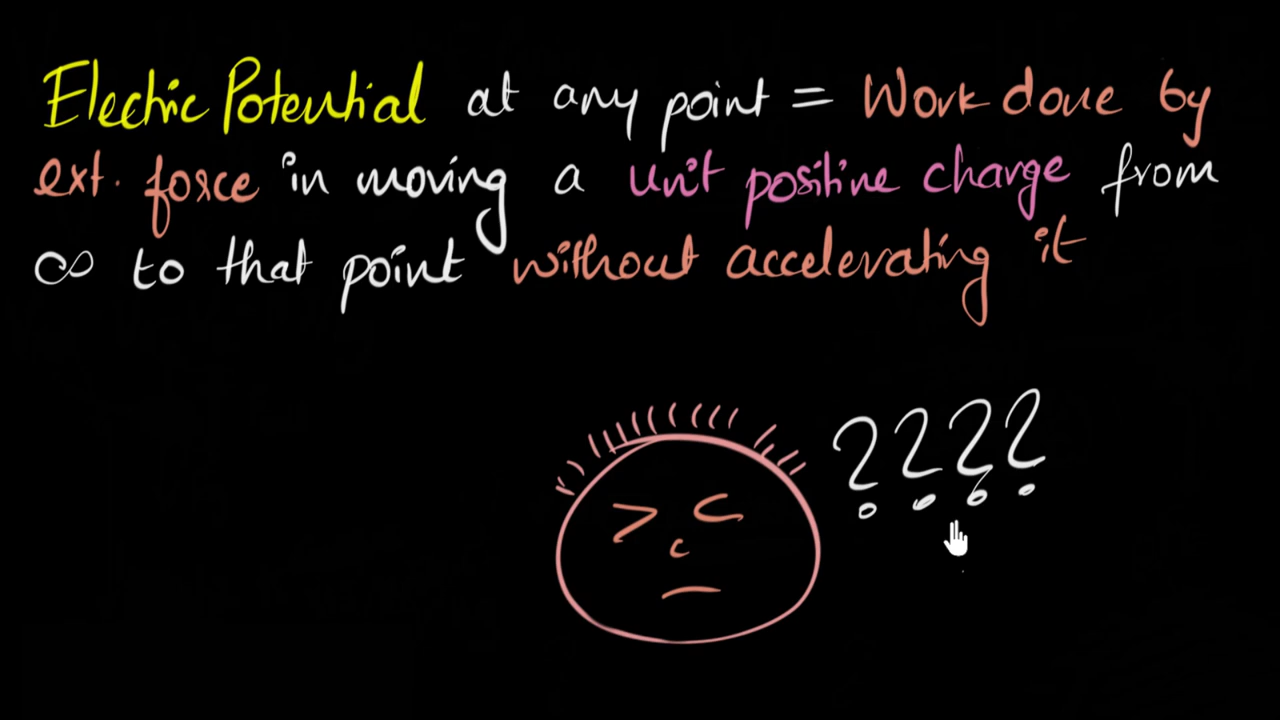 Electric Potential at any point = Work done by
ext. force in moving a unit positive charge from
∞ to that point without accelerating it
????